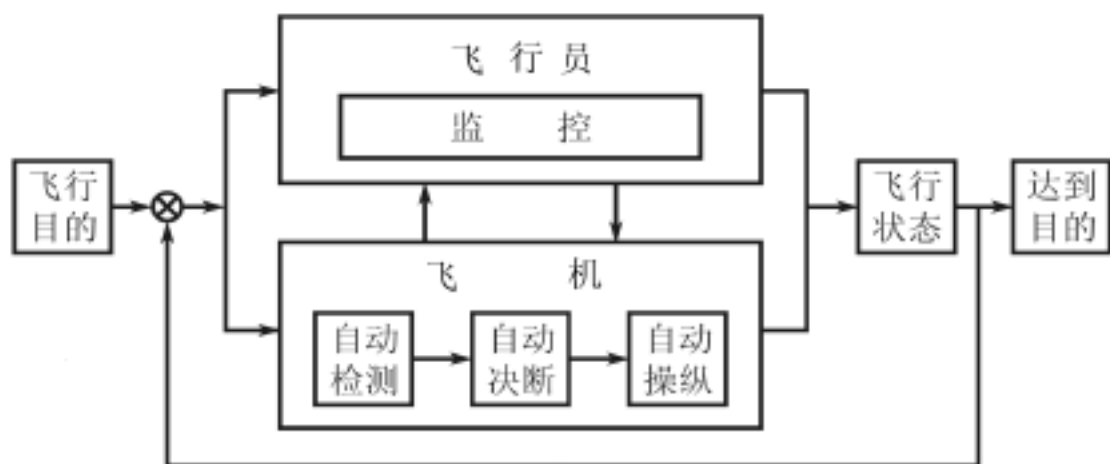 飞行员
监控
飞行
目的
飞行
状态
达到
目的
飞机
自动
检测
自动
决断
自动
操纵